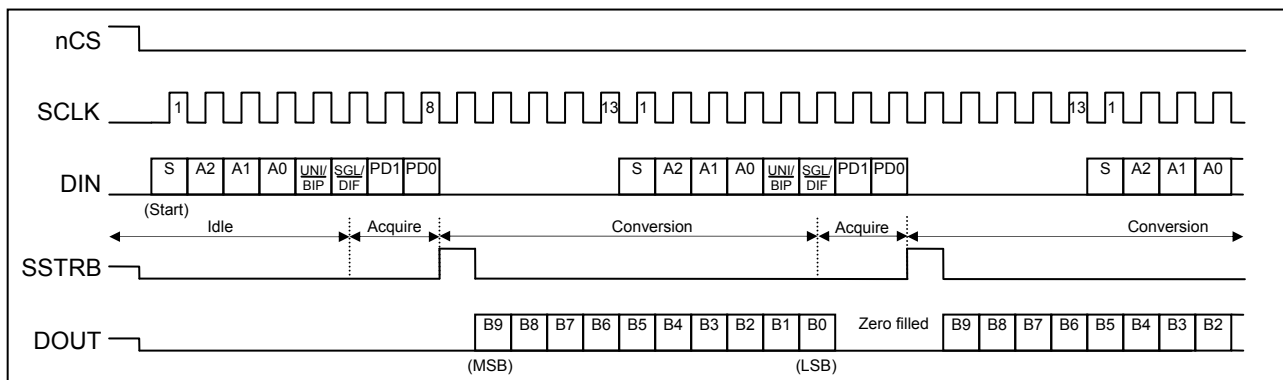 nCS
SCLK 1 8 13 1 13 1
DIN S A2 A1 A0 UNI/BIP SGL/DIF PD1 PD0 S A2 A1 A0 UNI/BIP SGL/DIF PD1 PD0 S A2 A1 A0
(Start)
Idle Acquire Conversion Acquire Conversion
SSTRB
DOUT B9 B8 B7 B6 B5 B4 B3 B2 B1 B0 Zero filled B9 B8 B7 B6 B5 B4 B3 B2
(MSB) (LSB)